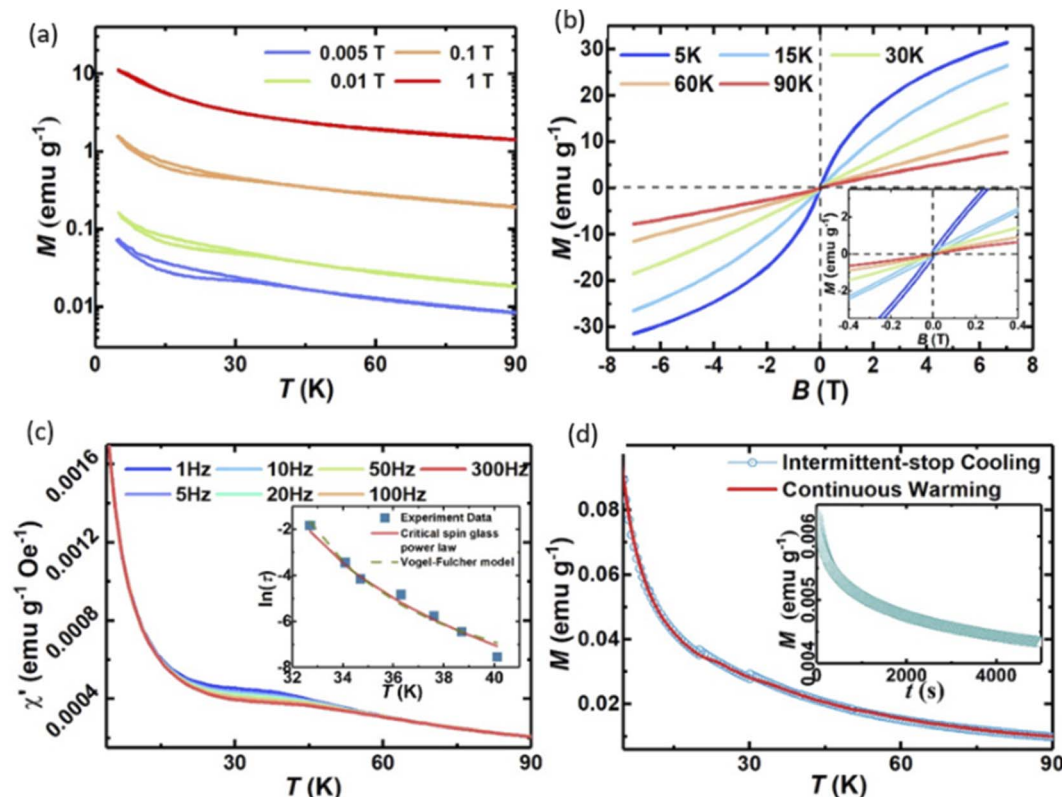 (a)
0.005 T 0.1 T
0.01 T 1 T
10
1
0.1
0.01
M (emu g⁻¹)
0 30 60 90
T (K)
(b)
5K 15K 30K
60K 90K
30
20
10
0
-10
-20
-30
M (emu g⁻¹)
-8 -6 -4 -2 0 2 4 6 8
B (T)
2
0
-2
M (emu g⁻¹)
-0.4 0.0 0.4
B (T)
(c)
1Hz 10Hz 50Hz 300Hz
5Hz 20Hz 100Hz
0.0016
0.0012
0.0008
0.0004
χ' (emu g⁻¹ Oe⁻¹)
30 60 90
T (K)
Experiment Data
Critical spin glass
power law
Vogel-Fulcher model
-2
-4
-6
-8
ln(τ)
32 34 36 38 40
T (K)
(d)
Intermittent-stop Cooling
Continuous Warming
0.08
0.06
0.04
0.02
M (emu g⁻¹)
30 60 90
T (K)
0.006
0.005
0.004
M (emu g⁻¹)
0 2000 4000
t (s)